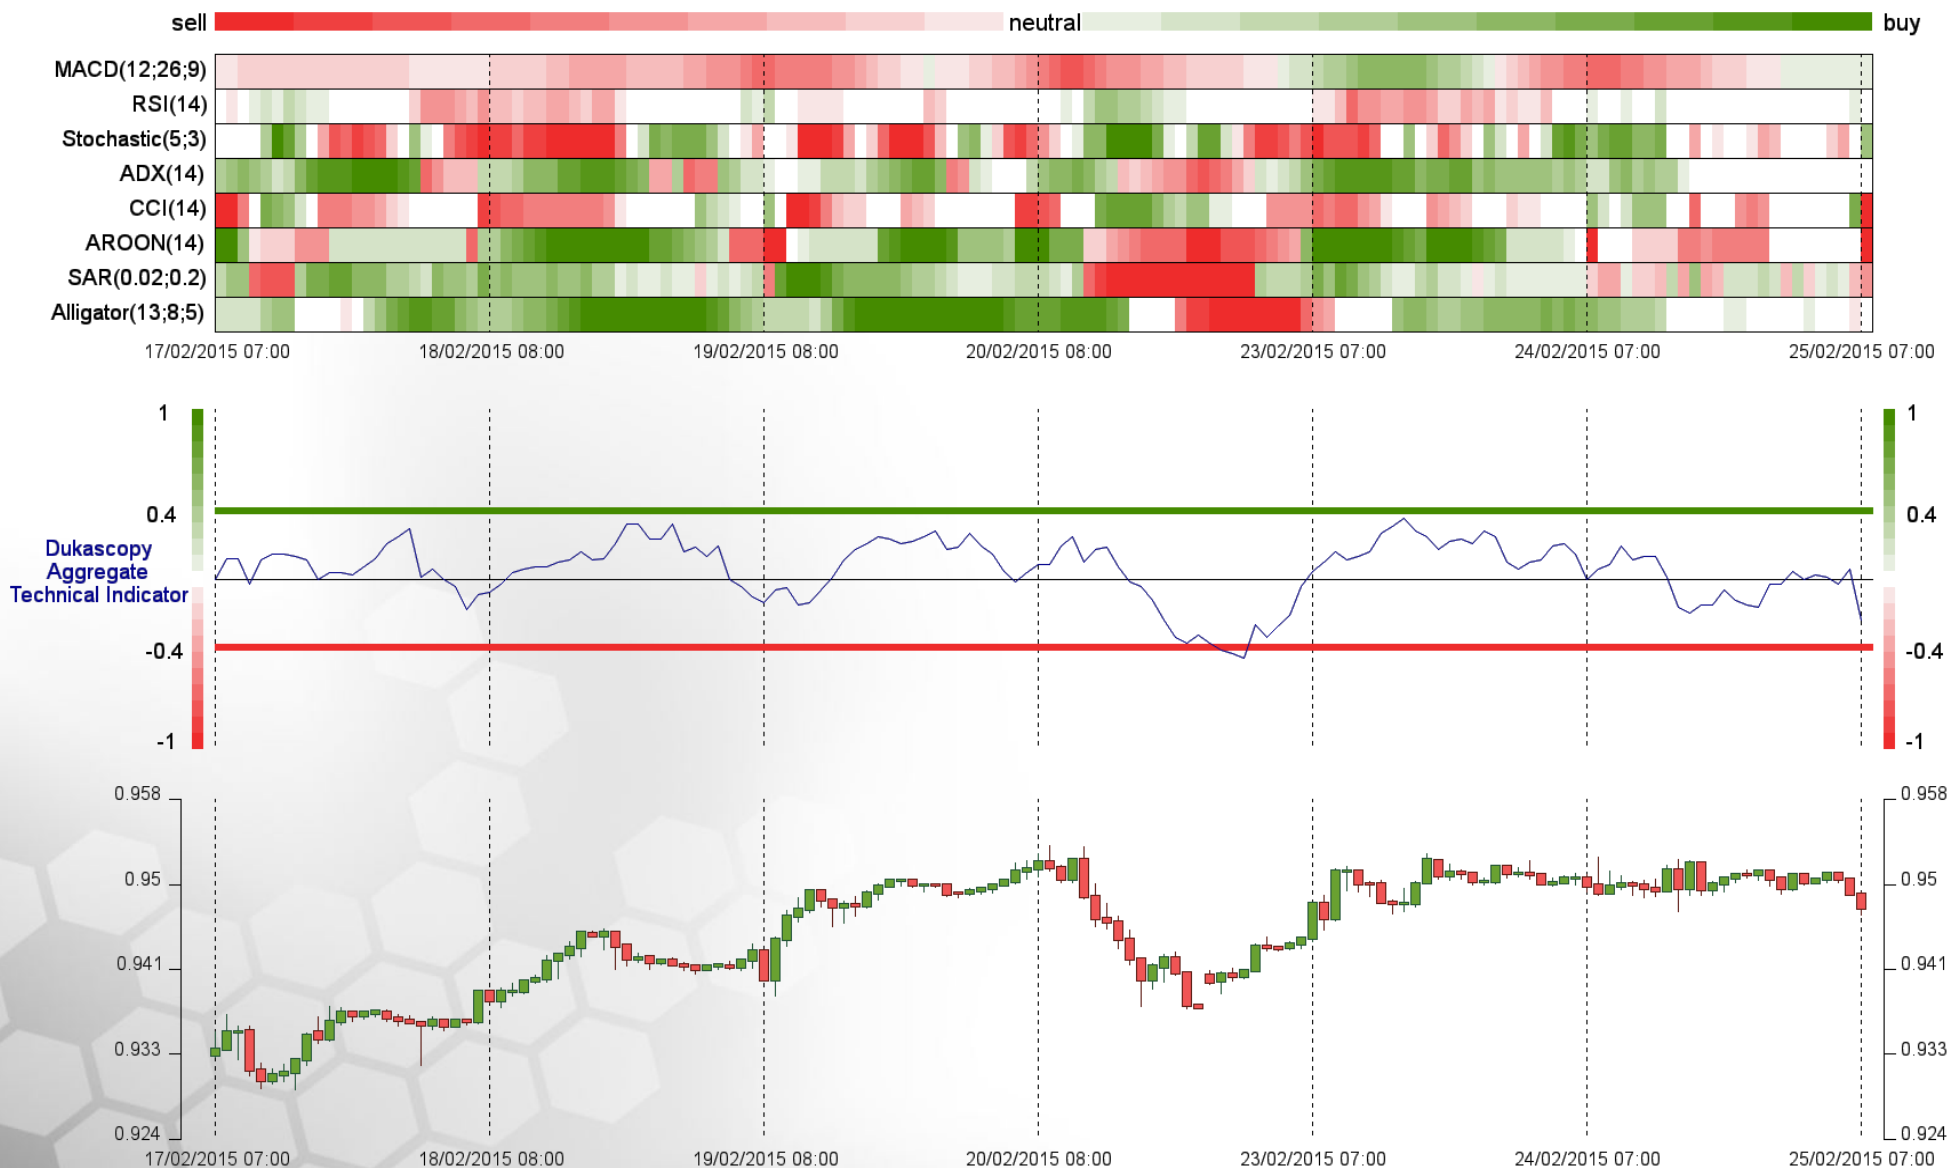 sell neutral buy
MACD(12;26;9)
RSI(14)
Stochastic(5;3)
ADX(14)
CCI(14)
AROON(14)
SAR(0.02;0.2)
Alligator(13;8;5)
17/02/2015 07:00 18/02/2015 08:00 19/02/2015 08:00 20/02/2015 08:00 23/02/2015 07:00 24/02/2015 07:00 25/02/2015 07:00
1 1
0.4 0.4
Dukascopy
Aggregate
Technical Indicator
-0.4 -0.4
-1 -1
0.958 0.958
0.95 0.95
0.941 0.941
0.933 0.933
0.924 0.924
17/02/2015 07:00 18/02/2015 08:00 19/02/2015 08:00 20/02/2015 08:00 23/02/2015 07:00 24/02/2015 07:00 25/02/2015 07:00